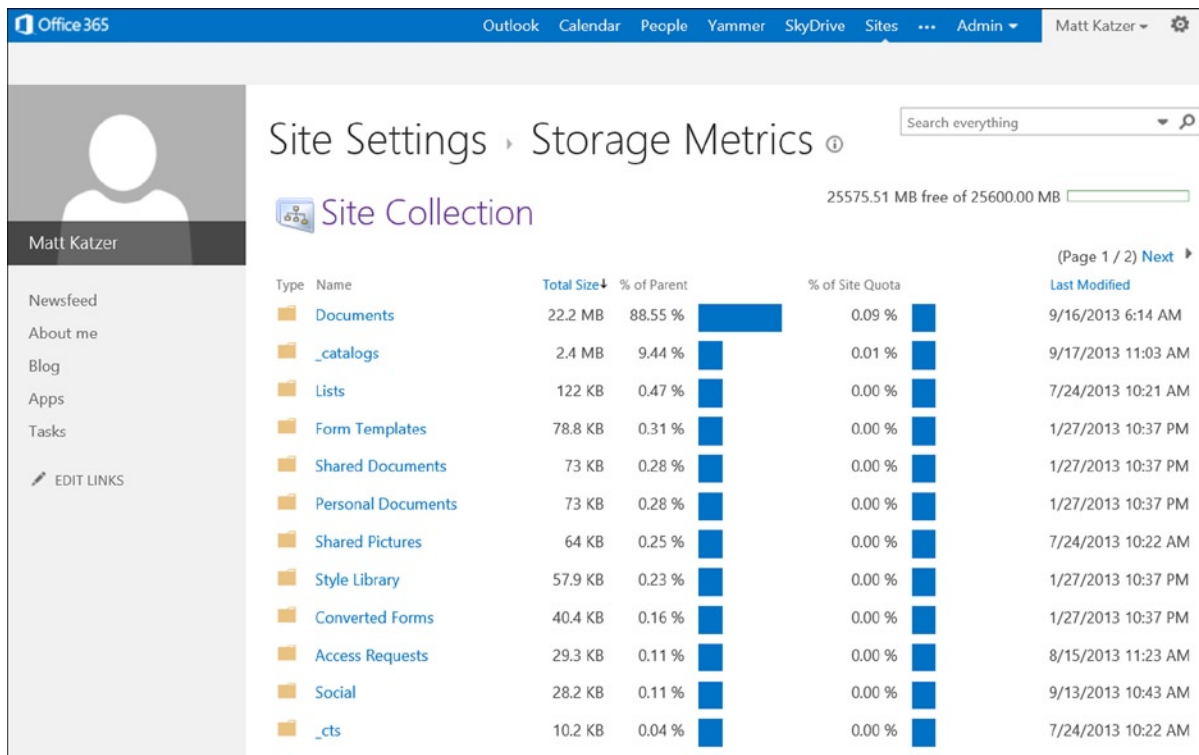 Office 365 Outlook Calendar People Yammer SkyDrive Sites ••• Admin Matt Katzer
Site Settings Storage Metrics
Search everything
Site Collection
25575.51 MB free of 25600.00 MB
Matt Katzer
(Page 1 / 2) Next
Newsfeed
About me
Blog
Apps
Tasks
EDIT LINKS
Type Name Total Size % of Parent % of Site Quota Last Modified
Documents 22.2 MB 88.55 % 0.09 % 9/16/2013 6:14 AM
_catalogs 2.4 MB 9.44 % 0.01 % 9/17/2013 11:03 AM
Lists 122 KB 0.47 % 0.00 % 7/24/2013 10:21 AM
Form Templates 78.8 KB 0.31 % 0.00 % 1/27/2013 10:37 PM
Shared Documents 73 KB 0.28 % 0.00 % 1/27/2013 10:37 PM
Personal Documents 73 KB 0.28 % 0.00 % 1/27/2013 10:37 PM
Shared Pictures 64 KB 0.25 % 0.00 % 7/24/2013 10:22 AM
Style Library 57.9 KB 0.23 % 0.00 % 1/27/2013 10:37 PM
Converted Forms 40.4 KB 0.16 % 0.00 % 1/27/2013 10:37 PM
Access Requests 29.3 KB 0.11 % 0.00 % 8/15/2013 11:23 AM
Social 28.2 KB 0.11 % 0.00 % 9/13/2013 10:43 AM
_cts 10.2 KB 0.04 % 0.00 % 7/24/2013 10:22 AM